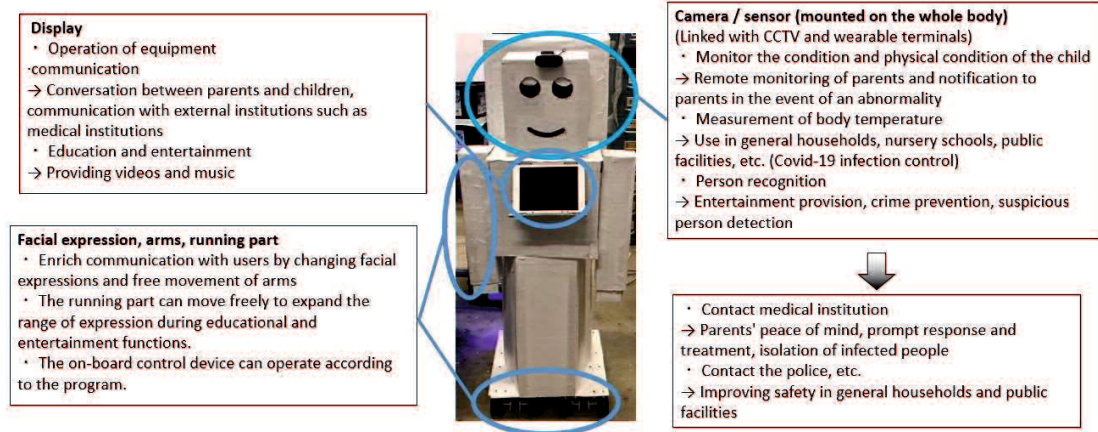 Display
・ Operation of equipment
·communication
→ Conversation between parents and children,
communication with external institutions such as
medical institutions
・ Education and entertainment
→ Providing videos and music
Facial expression, arms, running part
・ Enrich communication with users by changing facial
expressions and free movement of arms
・ The running part can move freely to expand the
range of expression during educational and
entertainment functions.
・ The on-board control device can operate according
to the program.
Camera / sensor (mounted on the whole body)
(Linked with CCTV and wearable terminals)
・ Monitor the condition and physical condition of the child
→ Remote monitoring of parents and notification to
parents in the event of an abnormality
・ Measurement of body temperature
→ Use in general households, nursery schools, public
facilities, etc. (Covid-19 infection control)
・ Person recognition
→ Entertainment provision, crime prevention, suspicious
person detection
・ Contact medical institution
→ Parents' peace of mind, prompt response and
treatment, isolation of infected people
・ Contact the police, etc.
→ Improving safety in general households and public
facilities